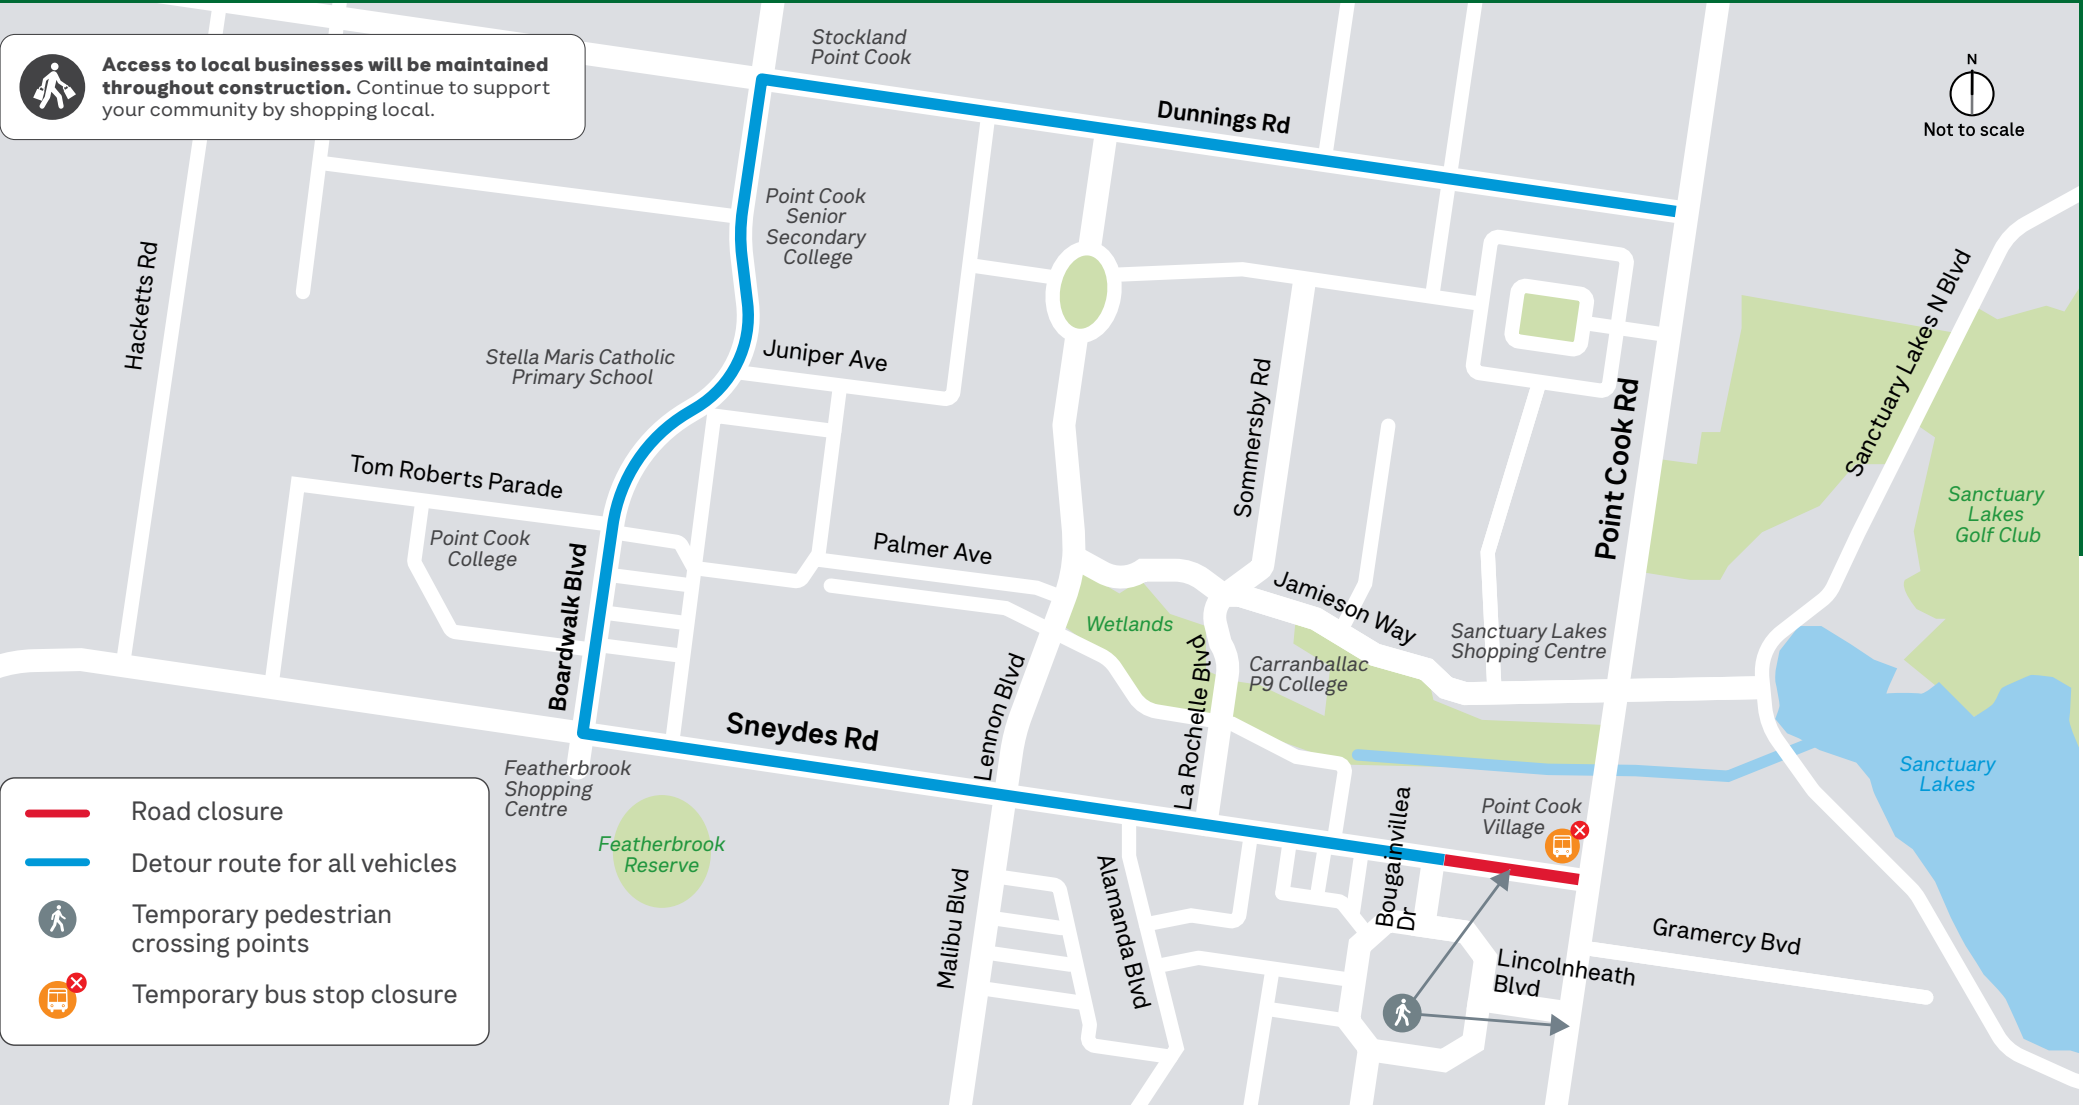 Access to local businesses will be maintained
throughout construction. Continue to support
your community by shopping local.
Stockland
Point Cook
Dunnings Rd
N
Not to scale
Point Cook
Senior
Secondary
College
Hacketts Rd
Stella Maris Catholic
Primary School
Juniper Ave
Sommersby Rd
Point Cook Rd
Sanctuary Lakes N Blvd
Tom Roberts Parade
Point Cook
College
Boardwalk Blvd
Palmer Ave
Wetlands
Jamieson Way
Sanctuary
Lakes
Golf Club
Sanctuary Lakes
Shopping Centre
Carranballac
P9 College
La Rochelle Blvd
Lennon Blvd
Sneydes Rd
Sanctuary
Lakes
Featherbrook
Shopping
Centre
Featherbrook
Reserve
Point Cook
Village
Bougainvillea
Dr
Malibu Blvd
Alamanda Blvd
Gramercy Bvd
Lincolnheath
Blvd
Road closure
Detour route for all vehicles
Temporary pedestrian
crossing points
Temporary bus stop closure